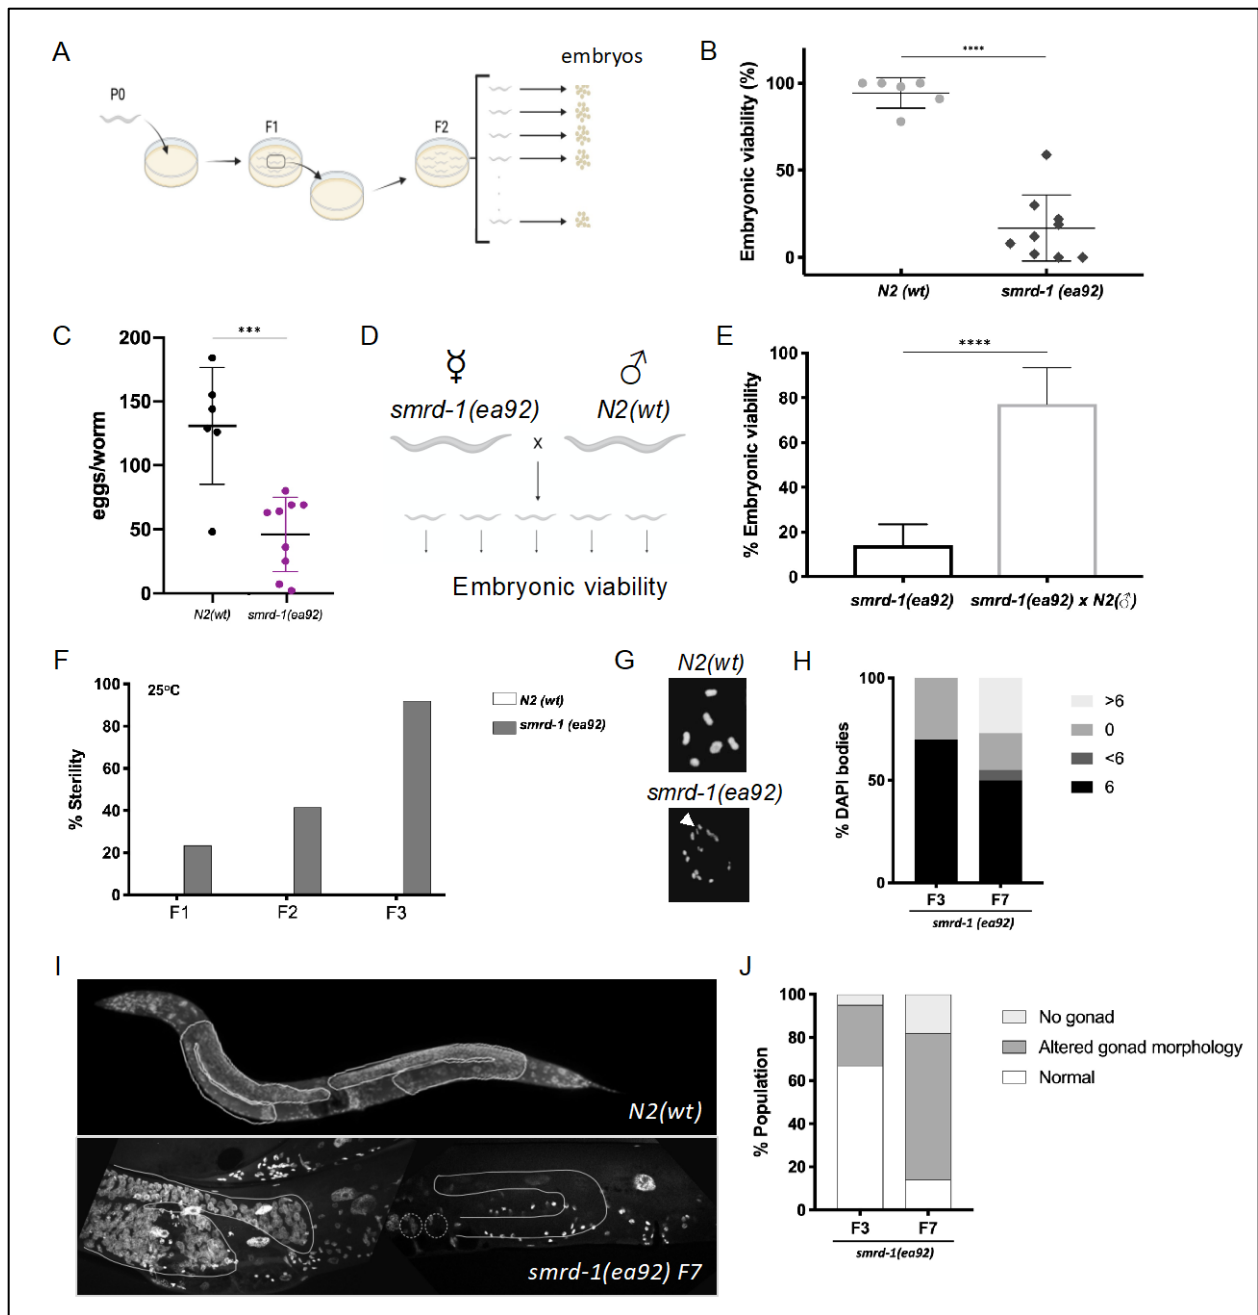 A
P0
F1
F2
embryos
B
Embryonic viability (%)
****
100
50
0
N2 (wt)
smrd-1 (ea92)
C
eggs/worm
***
200
150
100
50
0
N2(wt)
smrd-1(ea92)
D
☿
♂
smrd-1(ea92)
N2(wt)
x
Embryonic viability
E
% Embryonic viability
****
100
80
60
40
20
0
smrd-1(ea92)
smrd-1(ea92) x N2(♂)
F
% Sterility
25ºC
100
80
60
40
20
0
F1
F2
F3
N2 (wt)
smrd-1 (ea92)
G
N2(wt)
smrd-1(ea92)
H
% DAPI bodies
100
50
0
F3
F7
smrd-1 (ea92)
>6
0
<6
6
I
N2(wt)
smrd-1(ea92) F7
J
% Population
100
80
60
40
20
0
F3
F7
smrd-1(ea92)
No gonad
Altered gonad morphology
Normal